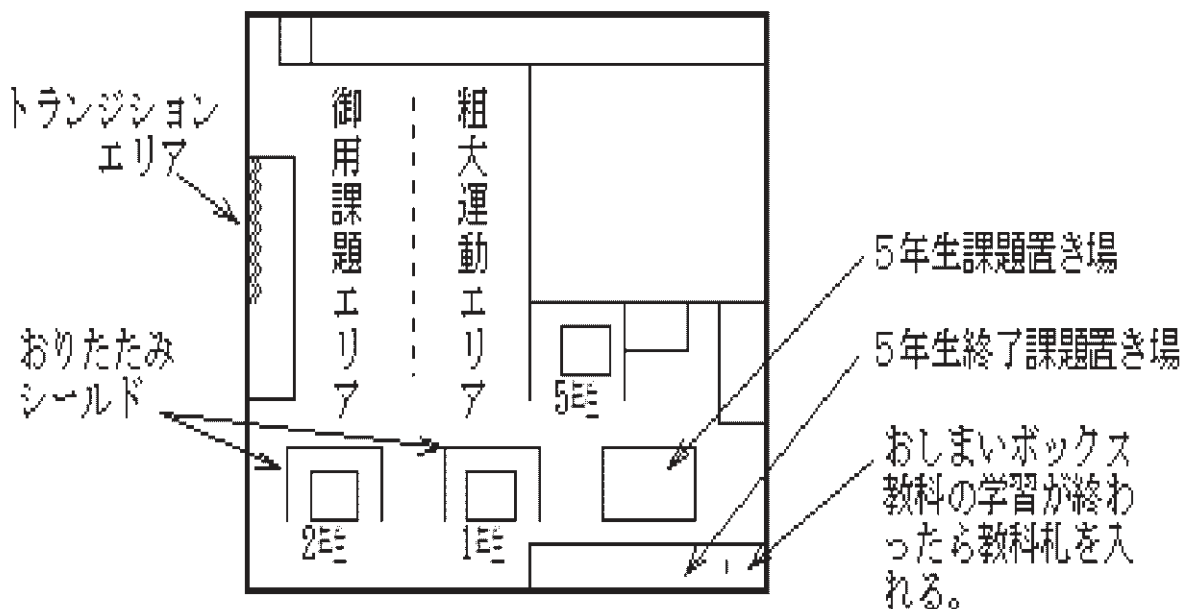 トランジション
エリア
御用課題エリア
粗大運動エリア
5年生課題置き場
5年生終了課題置き場
おりたたみ
シールド
5年生
おしまいボックス
教科の学習が終わ
ったら教科札を入
れる。
2年生
1年生